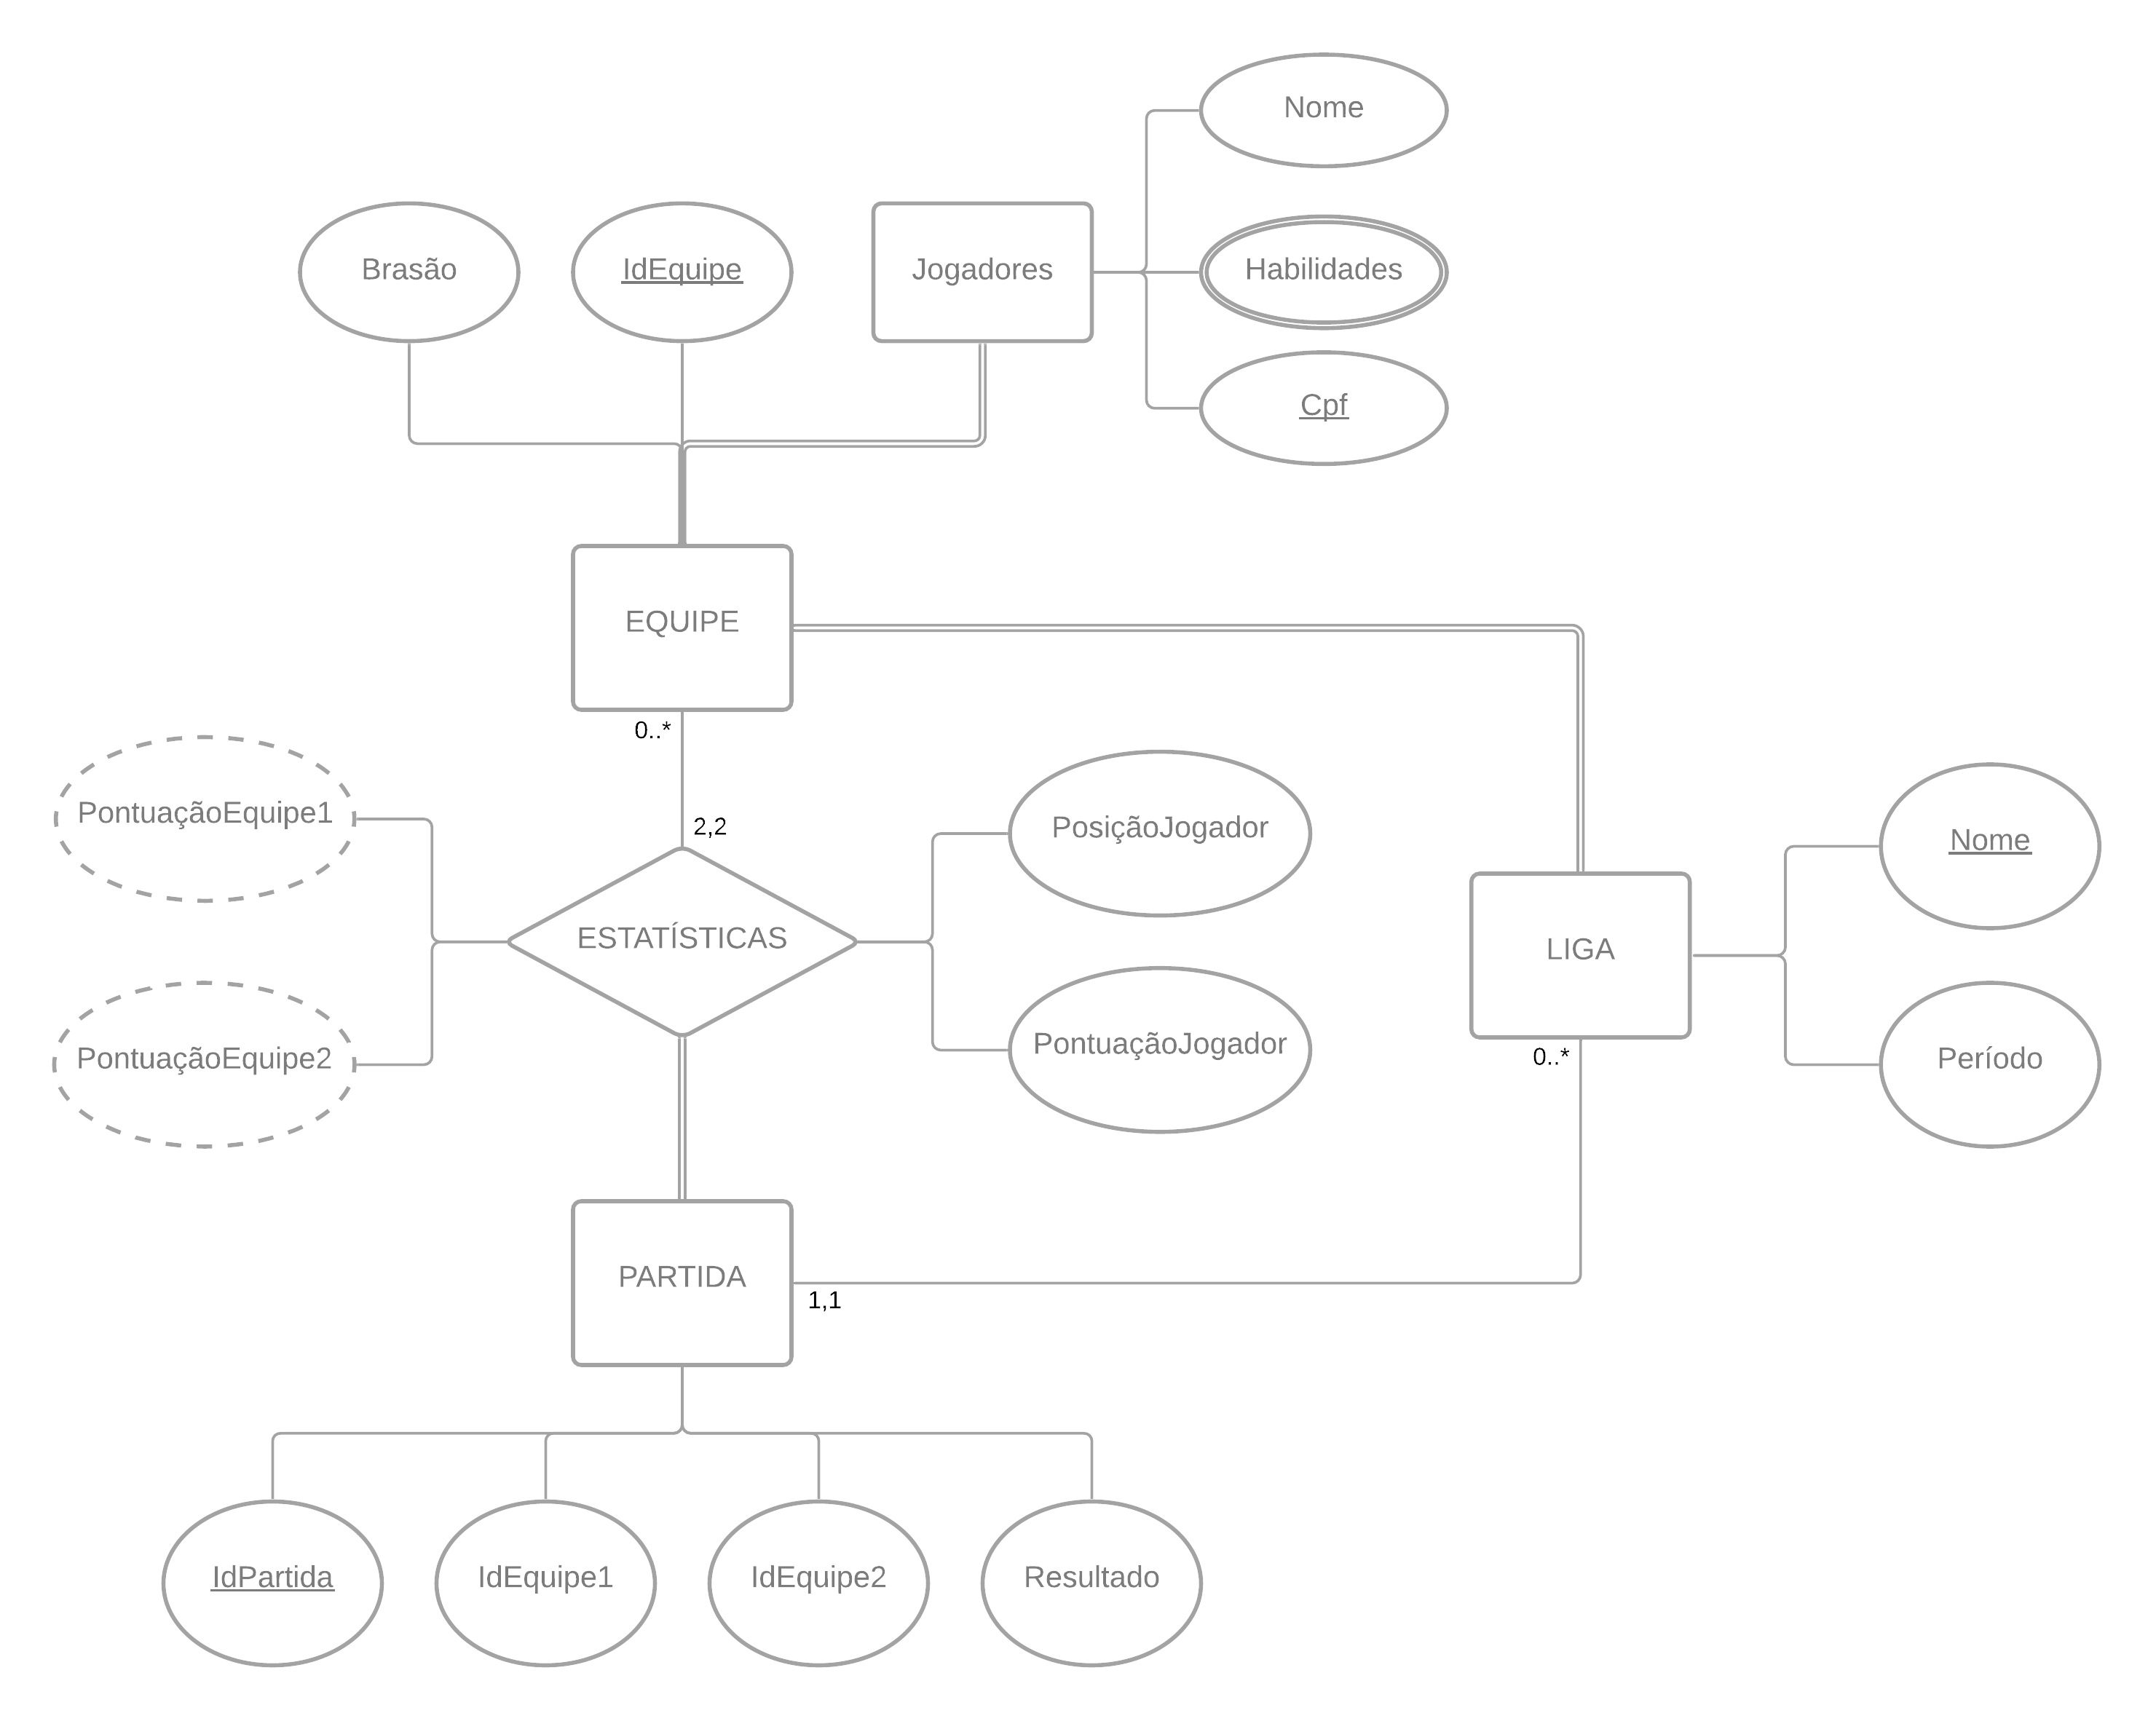 Nome
Brasão
IdEquipe
Jogadores
Habilidades
Cpf
EQUIPE
0..*
PontuaçãoEquipe1
2,2
PosiçãoJogador
Nome
ESTATÍSTICAS
LIGA
PontuaçãoEquipe2
PontuaçãoJogador
0..*
Período
PARTIDA
1,1
IdPartida
IdEquipe1
IdEquipe2
Resultado